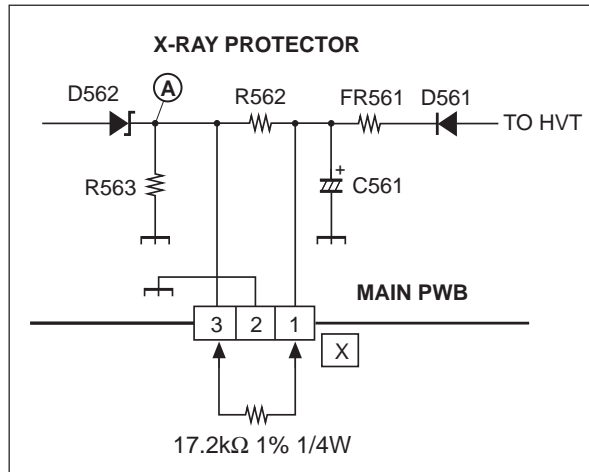 X-RAY PROTECTOR
D562
A
R562
FR561
D561
TO HVT
R563
+
C561
MAIN PWB
3 2 1
X
17.2kΩ 1% 1/4W